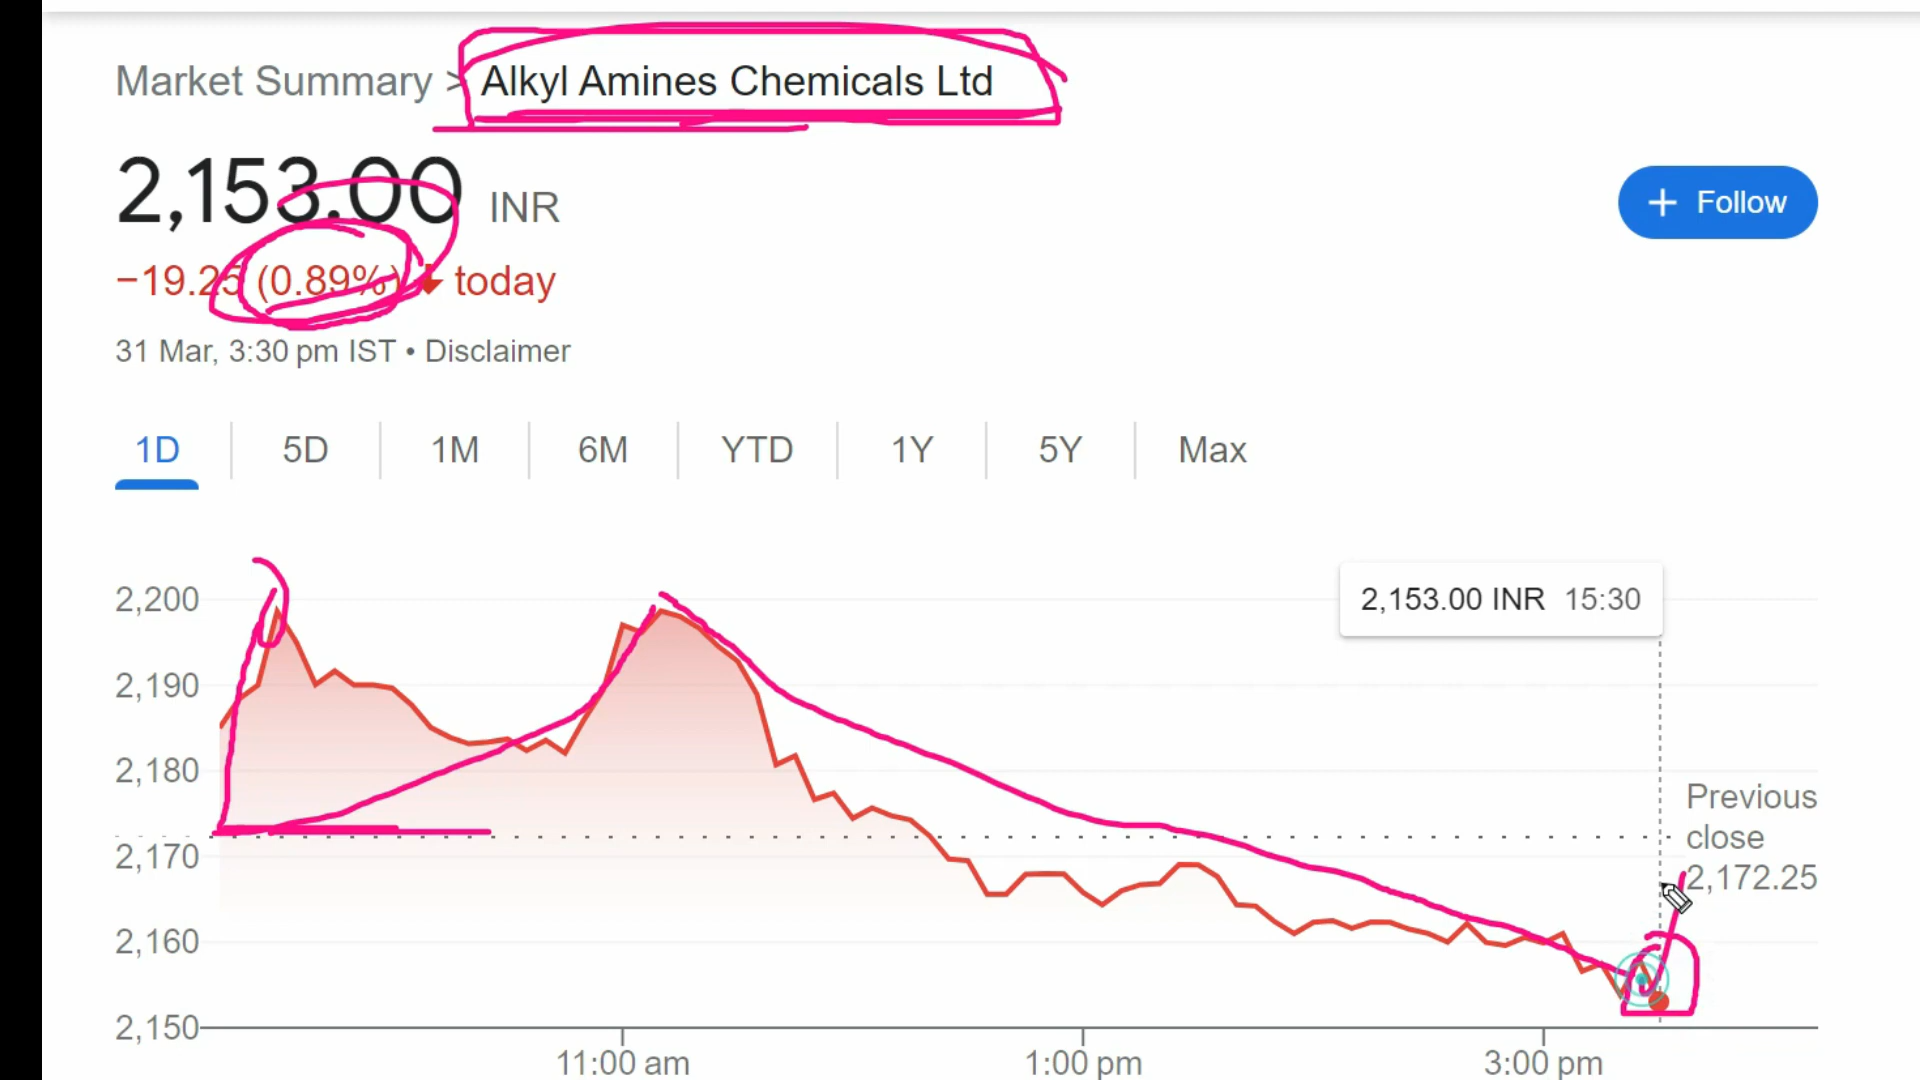 Market Summary > Alkyl Amines Chemicals Ltd
2,153.00 INR
+ Follow
−19.25 (0.89%) today
31 Mar, 3:30 pm IST • Disclaimer
1D 5D 1M 6M YTD 1Y 5Y Max
2,153.00 INR 15:30
2,200
2,190
2,180
2,170
2,160
2,150
Previous
close
2,172.25
11:00 am 1:00 pm 3:00 pm